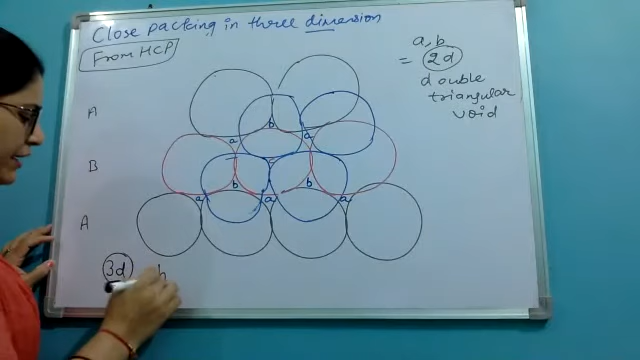 Close packing in three dimension
From HCP
a, b
= 2d
double
triangular
void
A
b
a
a
B
b
b
a
a
a
A
3d
h